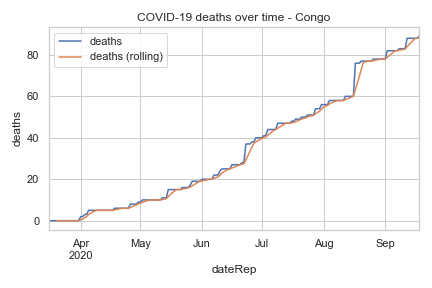 COVID-19 deaths over time - Congo
deaths
deaths (rolling)
deaths
80
60
40
20
0
Apr May Jun Jul Aug Sep
2020
dateRep